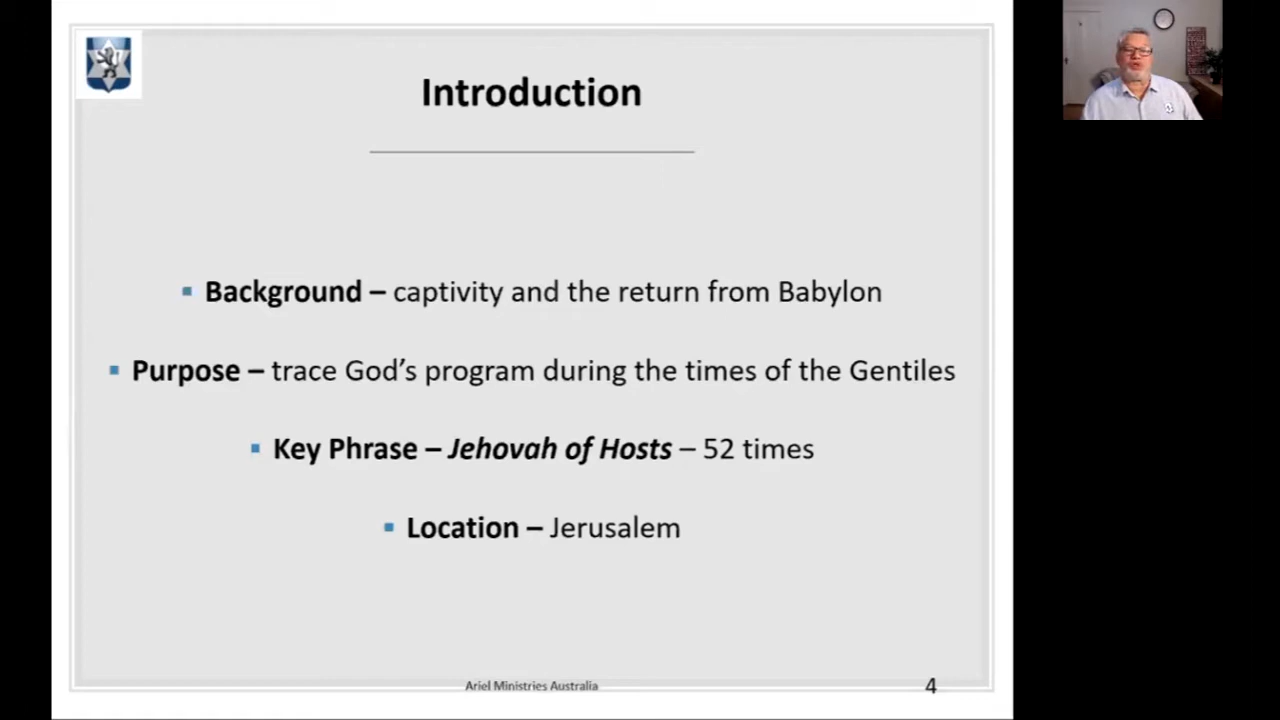 Introduction
▪ Background – captivity and the return from Babylon
▪ Purpose – trace God’s program during the times of the Gentiles
▪ Key Phrase – Jehovah of Hosts – 52 times
▪ Location – Jerusalem
Ariel Ministries Australia
4